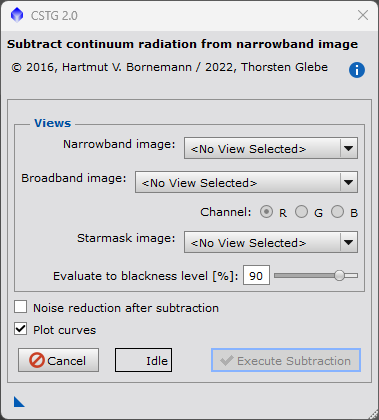 CSTG 2.0
Subtract continuum radiation from narrowband image
© 2016, Hartmut V. Bornemann / 2022, Thorsten Glebe
Views
Narrowband image: <No View Selected>
Broadband image: <No View Selected>
Channel: R G B
Starmask image: <No View Selected>
Evaluate to blackness level [%]: 90
Noise reduction after subtraction
Plot curves
Cancel Idle Execute Subtraction